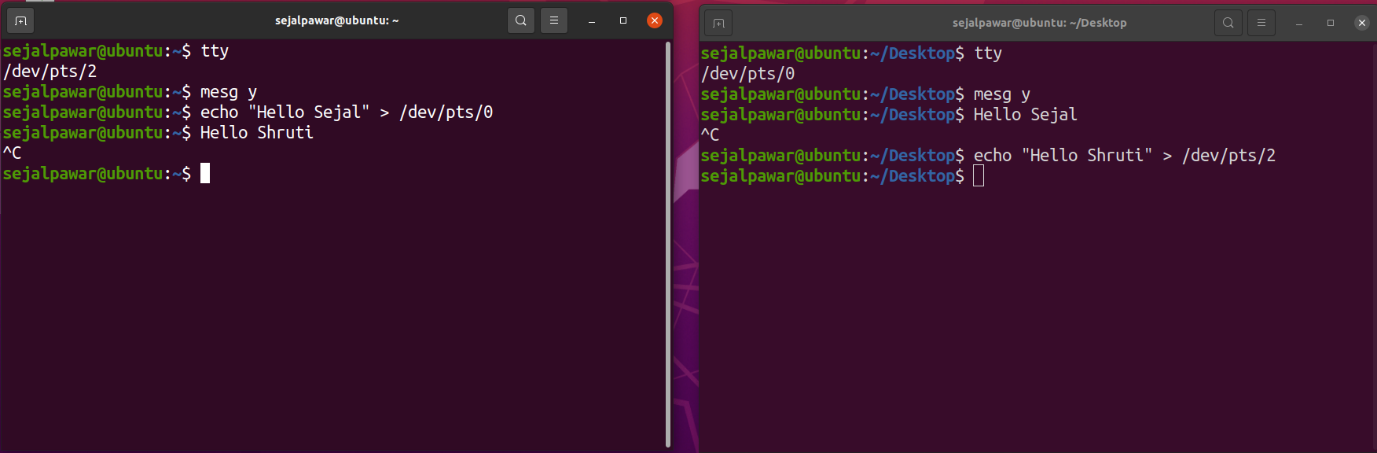 sejalpawar@ubuntu: ~
sejalpawar@ubuntu:~$ tty
/dev/pts/2
sejalpawar@ubuntu:~$ mesg y
sejalpawar@ubuntu:~$ echo "Hello Sejal" > /dev/pts/0
sejalpawar@ubuntu:~$ Hello Shruti
^C
sejalpawar@ubuntu:~$
sejalpawar@ubuntu: ~/Desktop
sejalpawar@ubuntu:~/Desktop$ tty
/dev/pts/0
sejalpawar@ubuntu:~/Desktop$ mesg y
sejalpawar@ubuntu:~/Desktop$ Hello Sejal
^C
sejalpawar@ubuntu:~/Desktop$ echo "Hello Shruti" > /dev/pts/2
sejalpawar@ubuntu:~/Desktop$